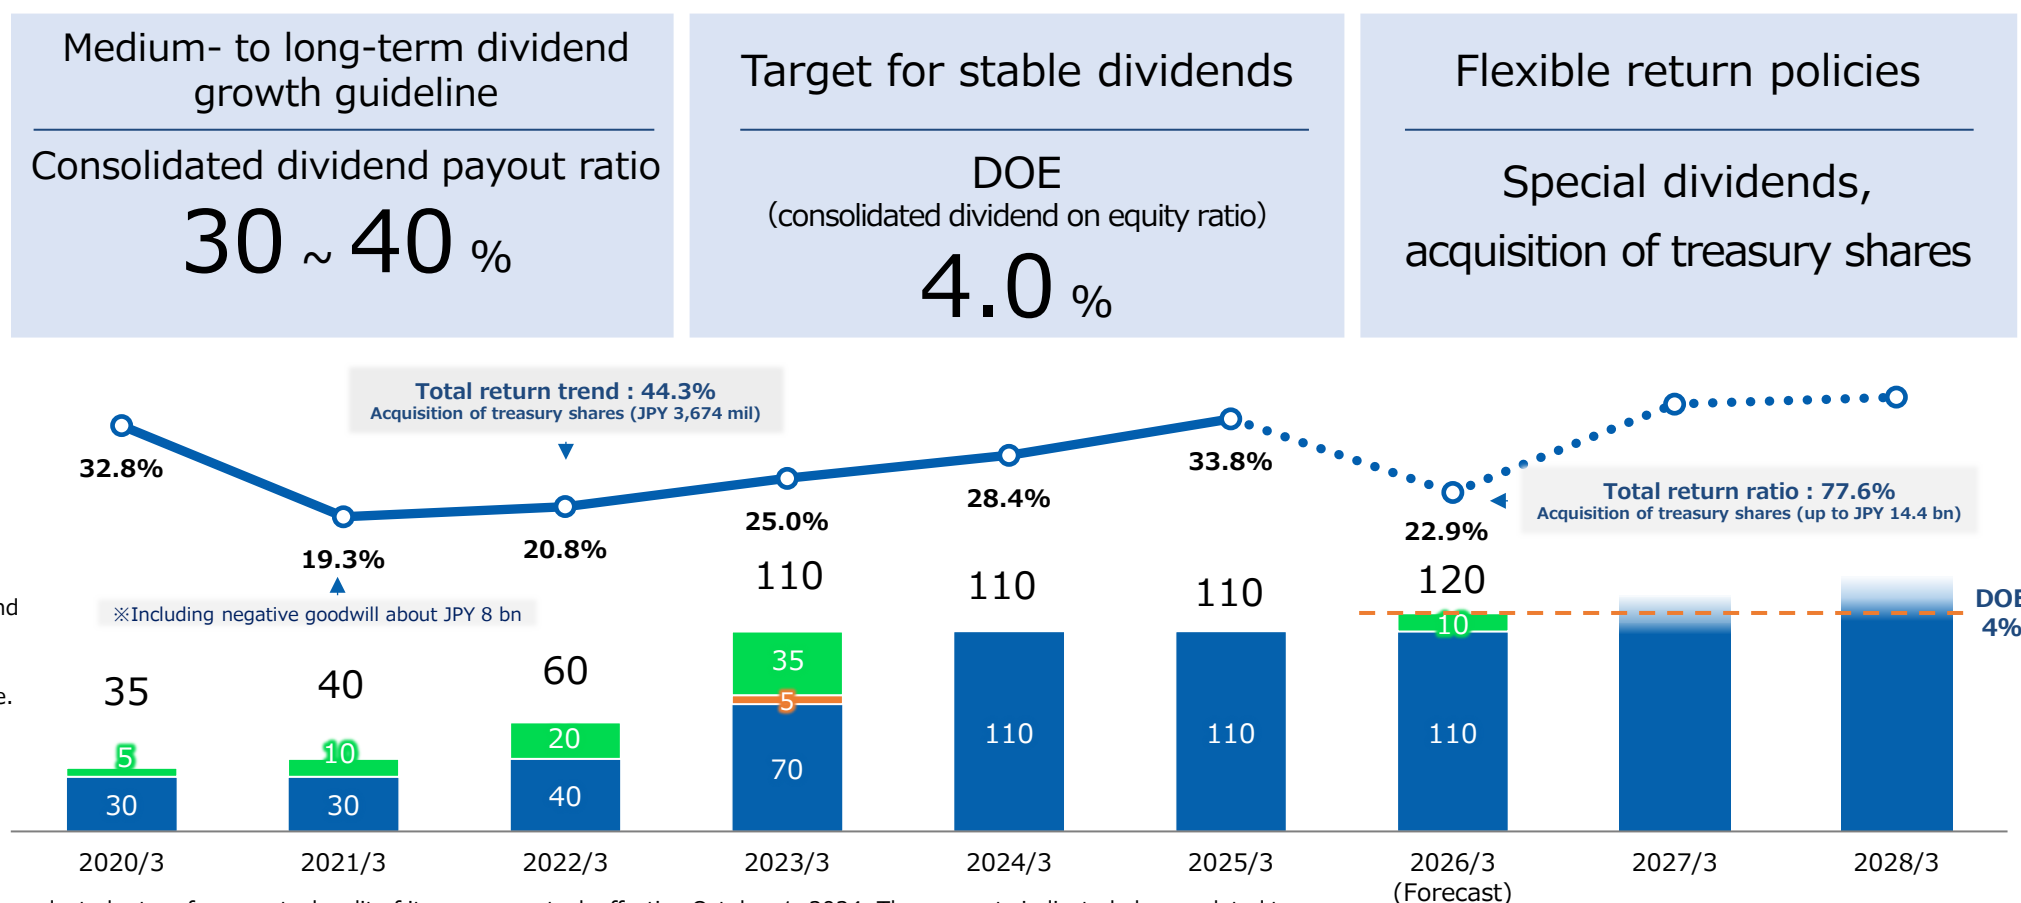 Medium- to long-term dividend
growth guideline
Consolidated dividend payout ratio
30 ~ 40 %
Target for stable dividends
DOE
(consolidated dividend on equity ratio)
4.0 %
Flexible return policies
Special dividends,
acquisition of treasury shares
Total return trend : 44.3%
Acquisition of treasury shares (JPY 3,674 mil)
32.8%
19.3%
20.8%
25.0%
28.4%
33.8%
22.9%
Total return ratio : 77.6%
Acquisition of treasury shares (up to JPY 14.4 bn)
※Including negative goodwill about JPY 8 bn
DOE
4%
35
40
60
110
110
110
120
5
30
10
30
20
40
35
5
70
110
110
10
110
2020/3
2021/3
2022/3
2023/3
2024/3
2025/3
2026/3
(Forecast)
2027/3
2028/3